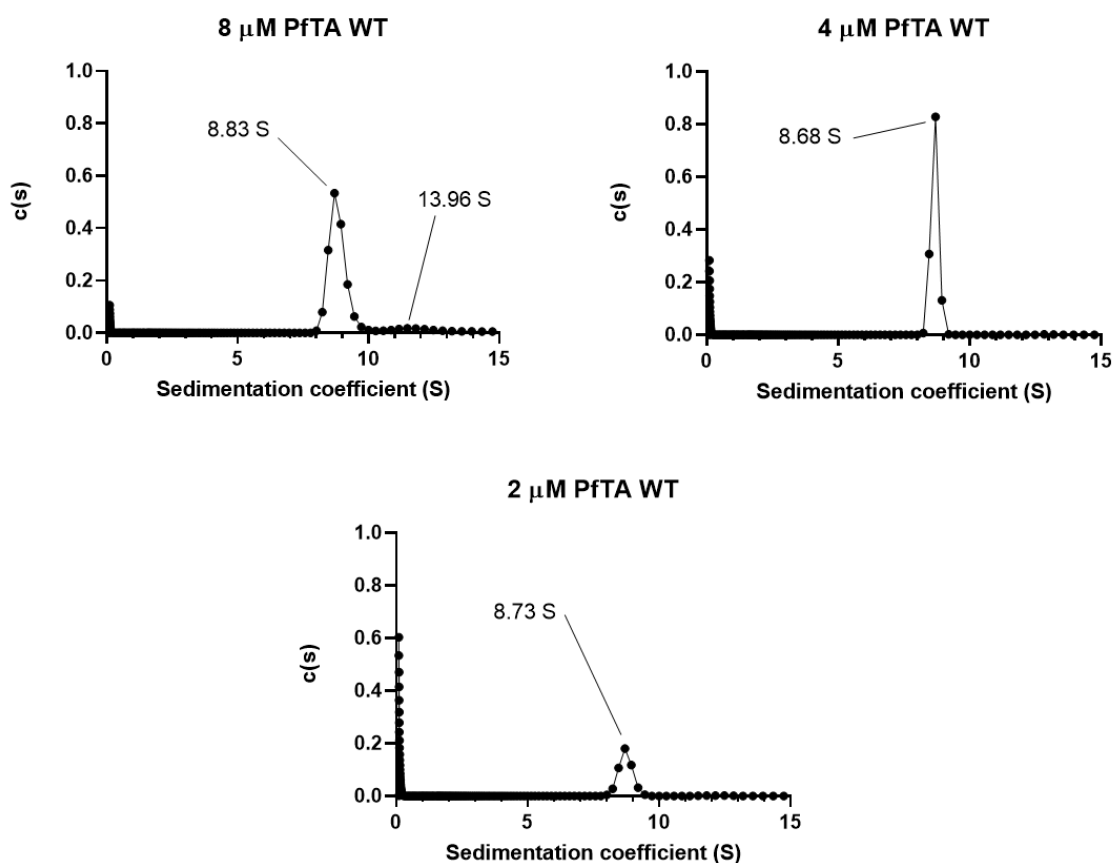 8 μM PfTA WT
1.0
0.8
0.6
0.4
0.2
0.0
c(s)
8.83 S
13.96 S
0
5
10
15
Sedimentation coefficient (S)
4 μM PfTA WT
1.0
0.8
0.6
0.4
0.2
0.0
c(s)
8.68 S
0
5
10
15
Sedimentation coefficient (S)
2 μM PfTA WT
1.0
0.8
0.6
0.4
0.2
0.0
c(s)
8.73 S
0
5
10
15
Sedimentation coefficient (S)